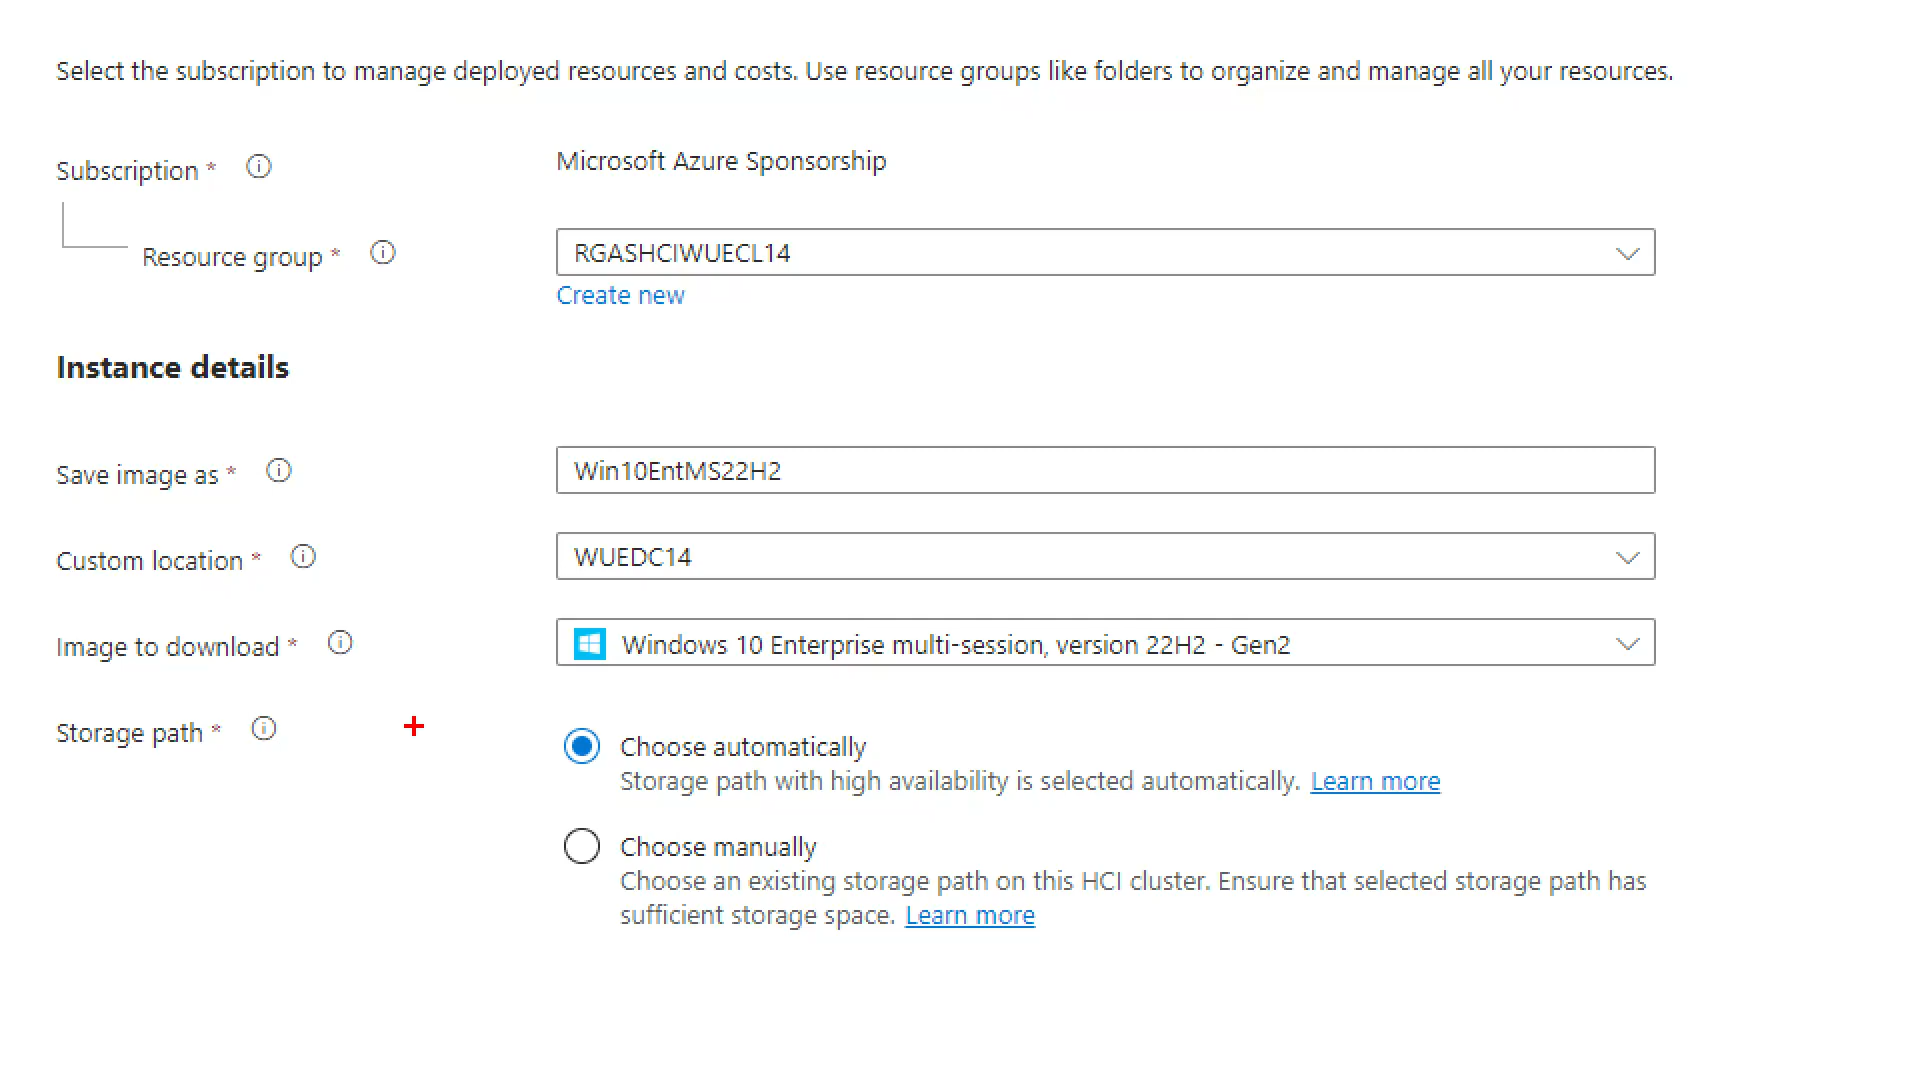 Select the subscription to manage deployed resources and costs. Use resource groups like folders to organize and manage all your resources.
Subscription *
Microsoft Azure Sponsorship
Resource group *
RGASHCIWUECL14
Create new
Instance details
Save image as *
Win10EntMS22H2
Custom location *
WUEDC14
Image to download *
Windows 10 Enterprise multi-session, version 22H2 - Gen2
Storage path *
Choose automatically
Storage path with high availability is selected automatically. Learn more
Choose manually
Choose an existing storage path on this HCI cluster. Ensure that selected storage path has
sufficient storage space. Learn more